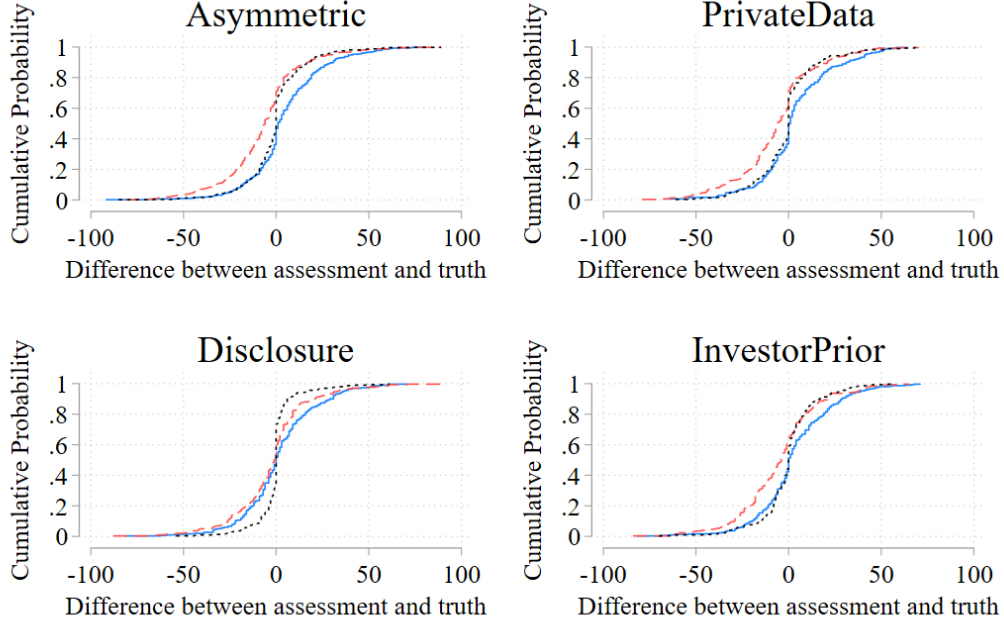 Asymmetric
Cumulative Probability
1
.8
.6
.4
.2
0
-100 -50 0 50 100
Difference between assessment and truth
PrivateData
Cumulative Probability
1
.8
.6
.4
.2
0
-100 -50 0 50 100
Difference between assessment and truth
Disclosure
Cumulative Probability
1
.8
.6
.4
.2
0
-100 -50 0 50 100
Difference between assessment and truth
InvestorPrior
Cumulative Probability
1
.8
.6
.4
.2
0
-100 -50 0 50 100
Difference between assessment and truth